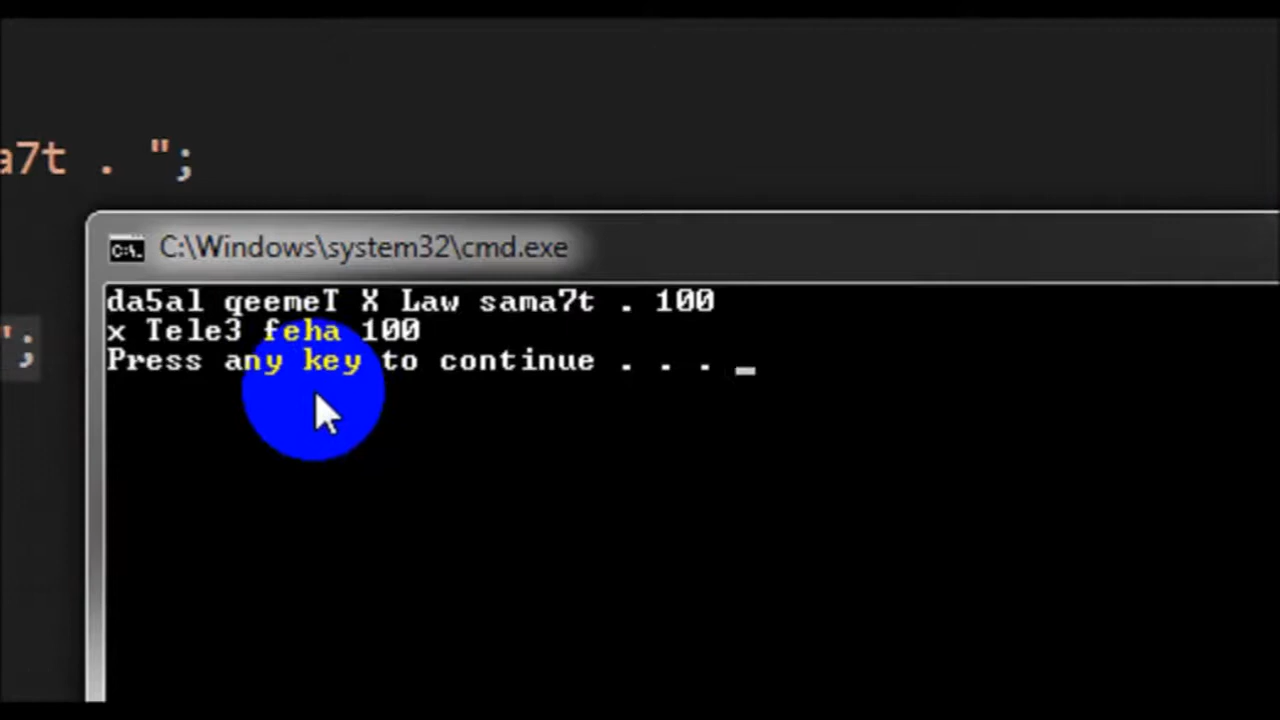 a7t . ";
C:\Windows\system32\cmd.exe
da5al qeemeT X Law sama7t . 100
";
x Tele3 feha 100
Press any key to continue . . . _